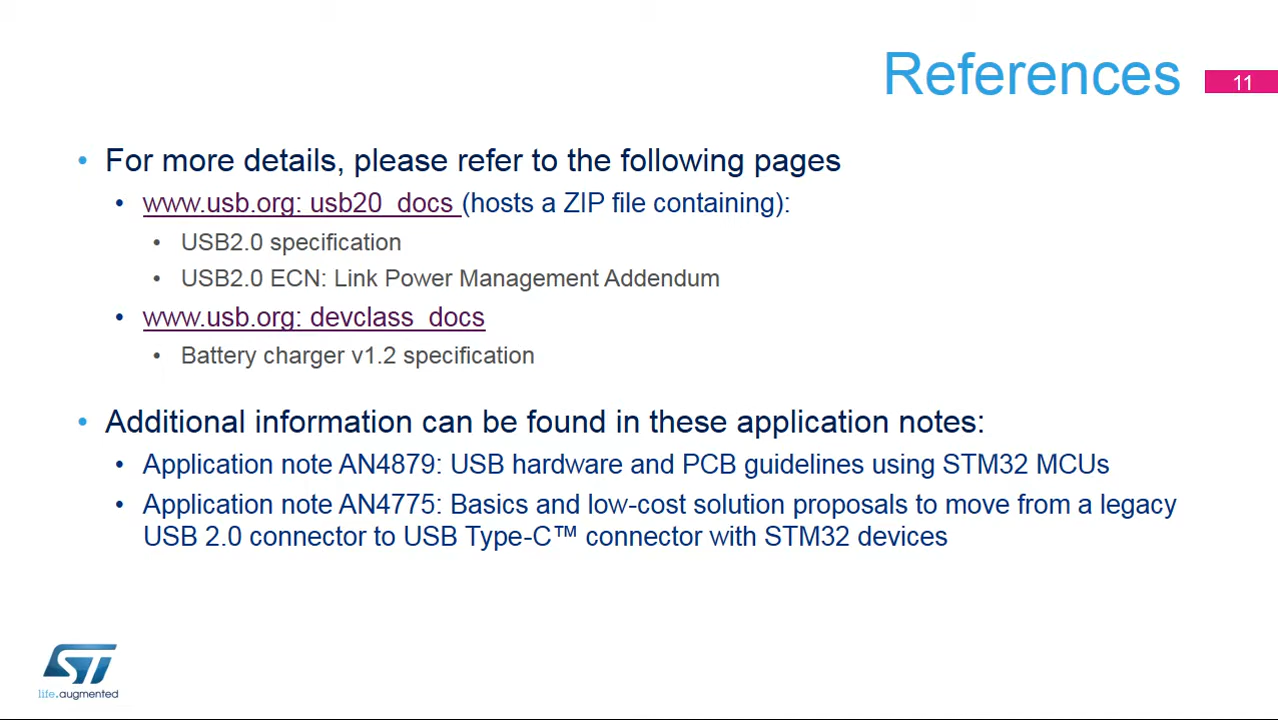 References
11
• For more details, please refer to the following pages
• www.usb.org: usb20_docs (hosts a ZIP file containing):
• USB2.0 specification
• USB2.0 ECN: Link Power Management Addendum
• www.usb.org: devclass_docs
• Battery charger v1.2 specification
• Additional information can be found in these application notes:
• Application note AN4879: USB hardware and PCB guidelines using STM32 MCUs
• Application note AN4775: Basics and low-cost solution proposals to move from a legacy
USB 2.0 connector to USB Type-C™ connector with STM32 devices
ST
life.augmented